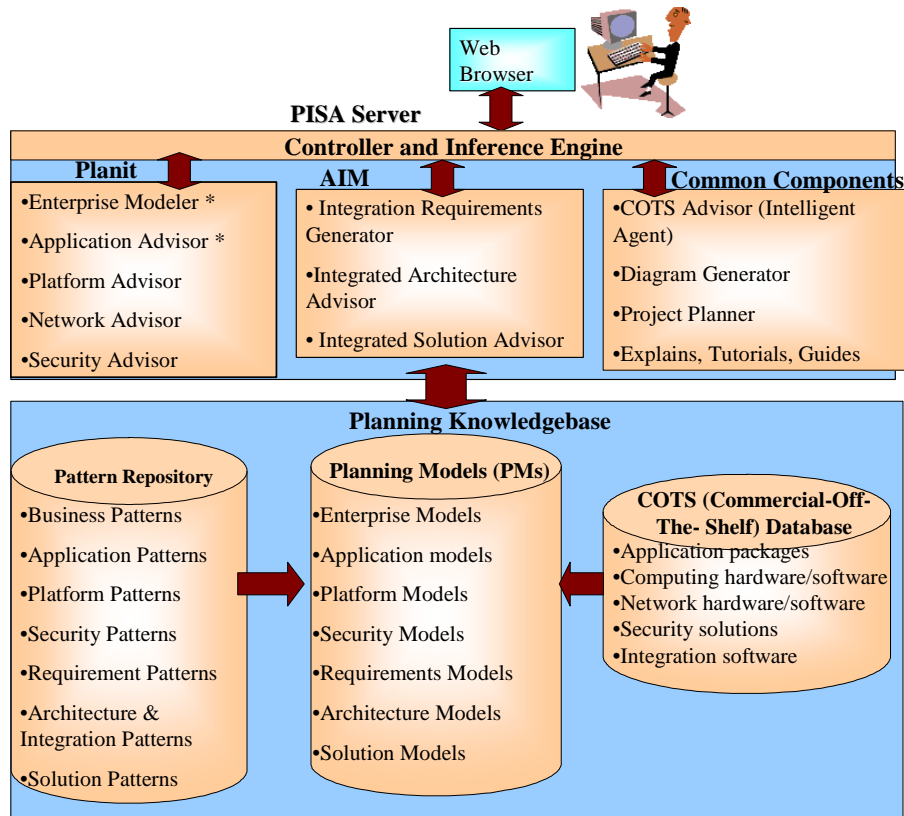 Web
Browser
PISA Server
Controller and Inference Engine
Planit
•Enterprise Modeler *
•Application Advisor *
•Platform Advisor
•Network Advisor
•Security Advisor
AIM
• Integration Requirements
Generator
•Integrated Architecture
Advisor
• Integrated Solution Advisor
Common Components
•COTS Advisor (Intelligent
Agent)
•Diagram Generator
•Project Planner
•Explains, Tutorials, Guides
Planning Knowledgebase
Pattern Repository
•Business Patterns
•Application Patterns
•Platform Patterns
•Security Patterns
•Requirement Patterns
•Architecture &
Integration Patterns
•Solution Patterns
Planning Models (PMs)
•Enterprise Models
•Application models
•Platform Models
•Security Models
•Requirements Models
•Architecture Models
•Solution Models
COTS (Commercial-Off-
The- Shelf) Database
•Application packages
•Computing hardware/software
•Network hardware/software
•Security solutions
•Integration software